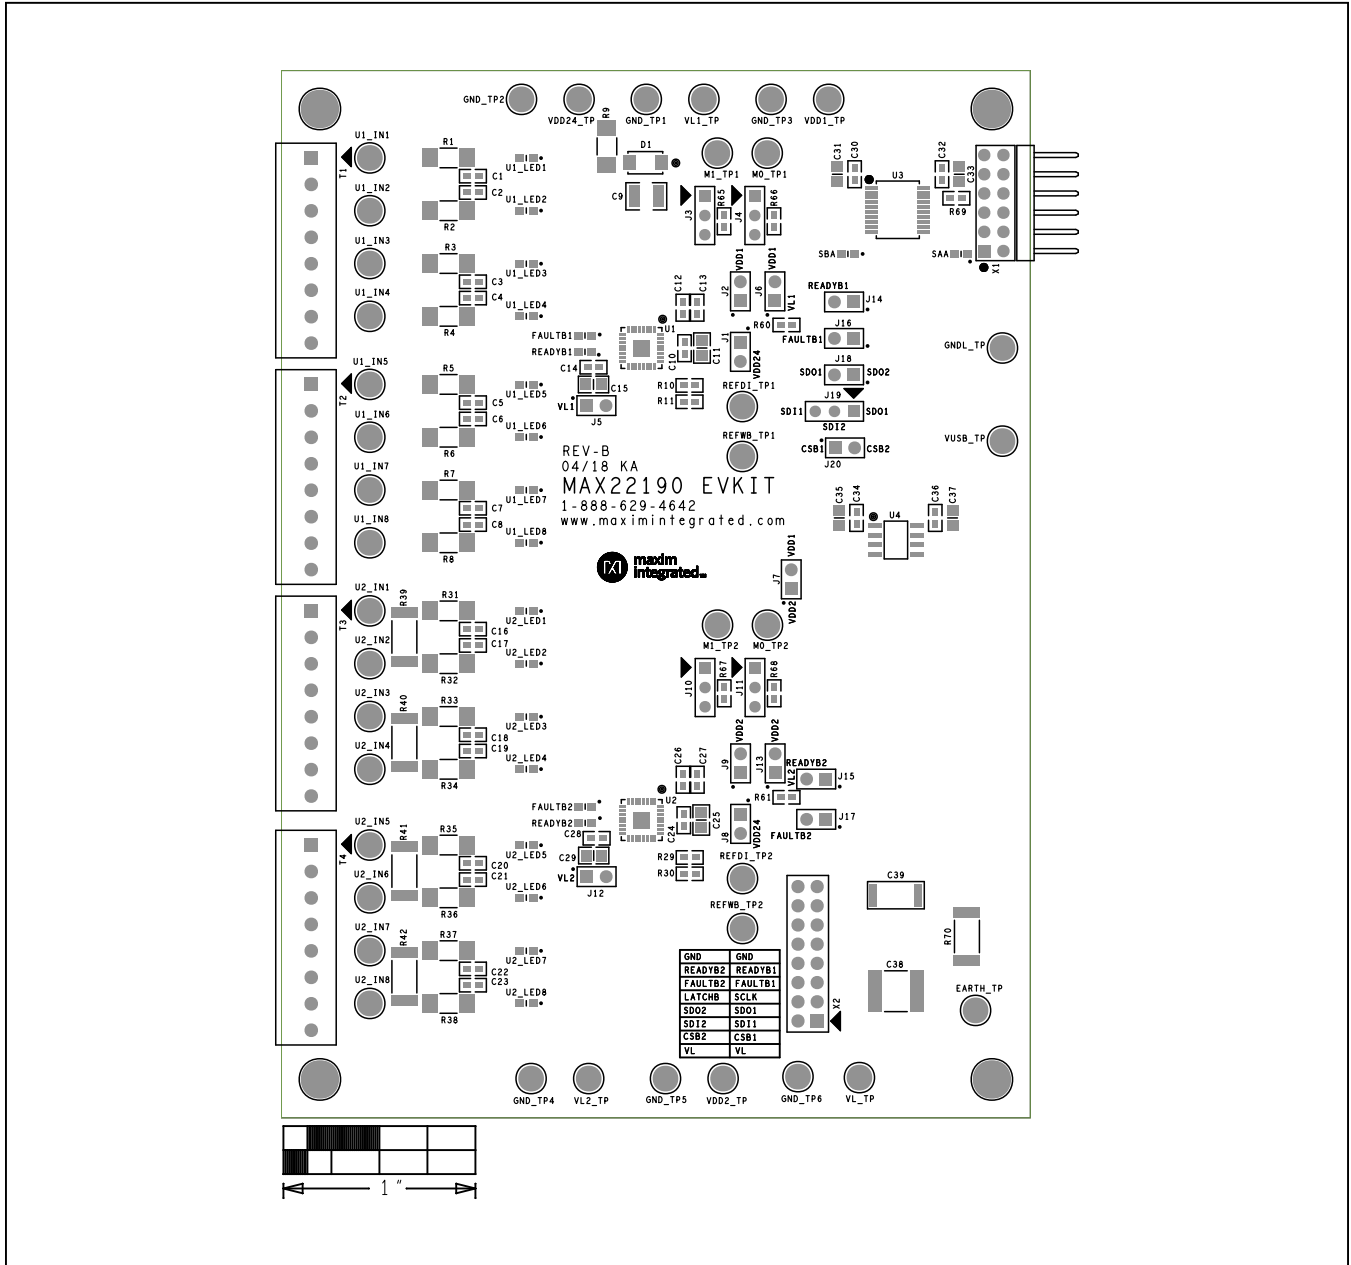 GND_TP2
VDD24_TP
R9
GND_TP1
VL1_TP
GND_TP3
VDD1_TP
U1_IN1
T1
R1
C1
C2
R2
U1_IN2
U1_LED1
U1_LED2
D1
C9
M1_TP1
M0_TP1
J3
R65
J4
R66
C31
C30
U3
C32
C33
R69
X1
SBA
SAA
U1_IN3
R3
C3
C4
R4
U1_IN4
U1_LED3
U1_LED4
C12
C13
J2
VDD1
J6
VDD1
VL1
R60
READYB1
J14
J16
FAULTB1
FAULTB1
READYB1
U1
C10
C11
J1
VDD24
J18
SDO1
SDO2
GNDL_TP
C14
C15
VL1
J5
R10
R11
REFDI_TP1
J19
SDI1
SDO1
SDI2
U1_IN5
T2
R5
C5
C6
R6
U1_IN6
U1_LED5
U1_LED6
REFWB_TP1
CSB1
CSB2
J20
VUSB_TP
REV-B
04/18 KA
MAX22190 EVKIT
1-888-629-4642
www.maximintegrated.com
U1_IN7
R7
C7
C8
R8
U1_IN8
U1_LED7
U1_LED8
C35
C34
U4
C36
C37
maxim
integrated™
VDD1
J7
VDD2
U2_IN1
T3
R39
R31
C16
C17
R32
U2_IN2
U2_LED1
U2_LED2
M1_TP2
M0_TP2
J10
R67
J11
R68
U2_IN3
R40
R33
C18
C19
R34
U2_IN4
U2_LED3
U2_LED4
C26
C27
J9
VDD2
J13
VDD2
VL2
READYB2
J15
R61
FAULTB2
READYB2
U2
C24
C25
J8
VDD24
J17
FAULTB2
C28
C29
VL2
J12
R29
R30
REFDI_TP2
U2_IN5
T4
R41
R35
C20
C21
R36
U2_IN6
U2_LED5
U2_LED6
REFWB_TP2
C39
R70
C38
EARTH_TP
X2
U2_IN7
R42
R37
C22
C23
R38
U2_IN8
U2_LED7
U2_LED8
GND GND
READYB2 READYB1
FAULTB2 FAULTB1
LATCHB SCLK
SDO2 SDO1
SDI2 SDI1
CSB2 CSB1
VL VL
GND_TP4
VL2_TP
GND_TP5
VDD2_TP
GND_TP6
VL_TP
1"